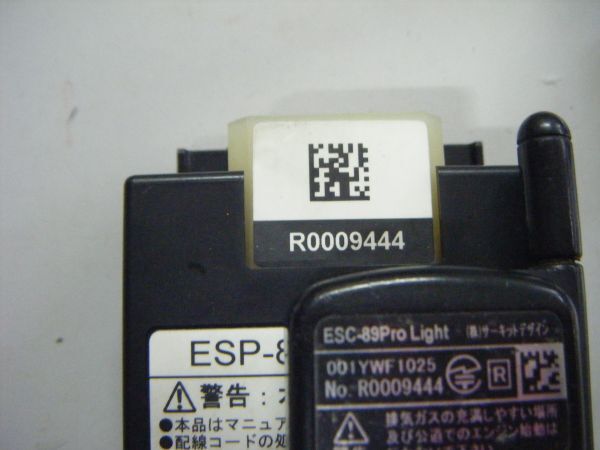 R0009444
ESC-89Pro Light (株)サーキットデザイン
001YWF1025
No. R0009444 R
排気ガスの充満しやすい場所
及び公道でのエンジン始動は
ESP-8
警告:
●本品はマニュア
●配線コードの処